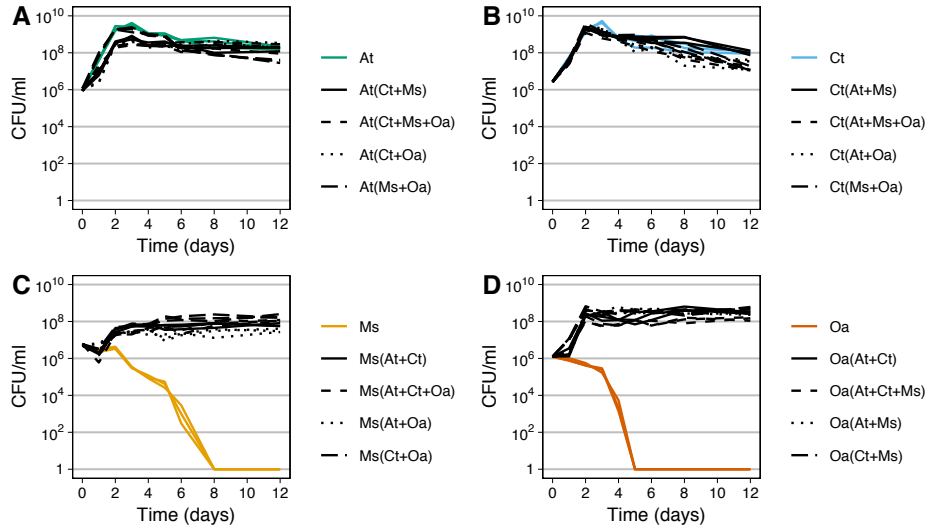 A
CFU/ml
10^10
10^8
10^6
10^4
10^2
1
0 2 4 6 8 10 12
Time (days)
At
At(Ct+Ms)
At(Ct+Ms+Oa)
At(Ct+Oa)
At(Ms+Oa)
B
CFU/ml
10^10
10^8
10^6
10^4
10^2
1
0 2 4 6 8 10 12
Time (days)
Ct
Ct(At+Ms)
Ct(At+Ms+Oa)
Ct(At+Oa)
Ct(Ms+Oa)
C
CFU/ml
10^10
10^8
10^6
10^4
10^2
1
0 2 4 6 8 10 12
Time (days)
Ms
Ms(At+Ct)
Ms(At+Ct+Oa)
Ms(At+Oa)
Ms(Ct+Oa)
D
CFU/ml
10^10
10^8
10^6
10^4
10^2
1
0 2 4 6 8 10 12
Time (days)
Oa
Oa(At+Ct)
Oa(At+Ct+Ms)
Oa(At+Ms)
Oa(Ct+Ms)